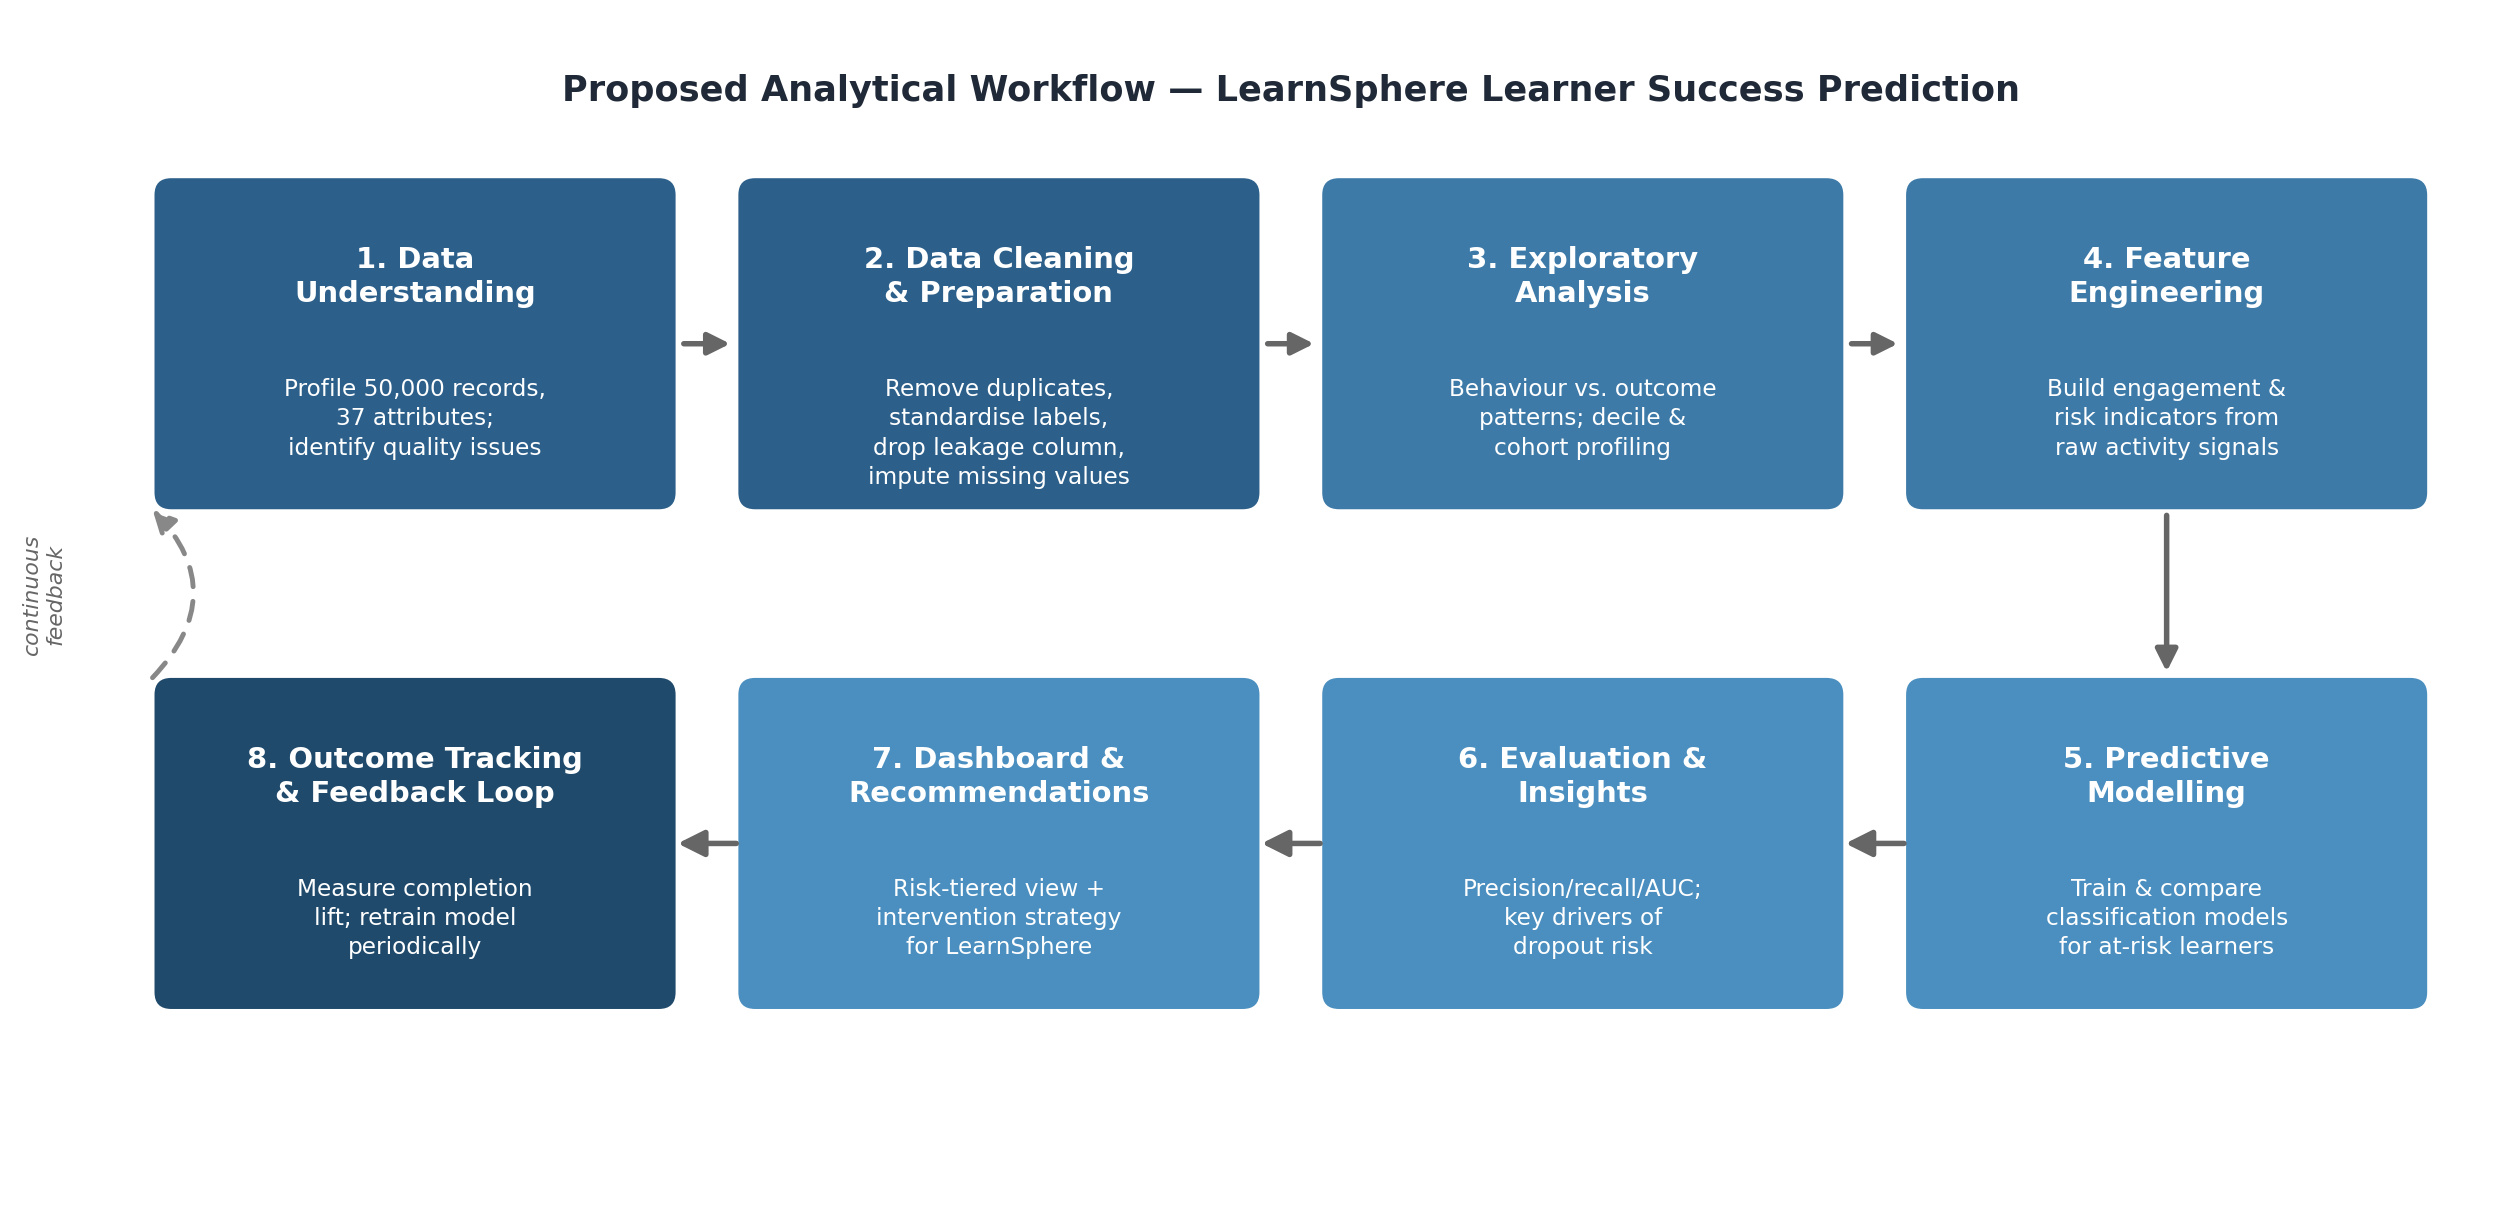 Proposed Analytical Workflow — LearnSphere Learner Success Prediction
1. Data
Understanding
Profile 50,000 records,
37 attributes;
identify quality issues
2. Data Cleaning
& Preparation
Remove duplicates,
standardise labels,
drop leakage column,
impute missing values
3. Exploratory
Analysis
Behaviour vs. outcome
patterns; decile &
cohort profiling
4. Feature
Engineering
Build engagement &
risk indicators from
raw activity signals
5. Predictive
Modelling
Train & compare
classification models
for at-risk learners
6. Evaluation &
Insights
Precision/recall/AUC;
key drivers of
dropout risk
7. Dashboard &
Recommendations
Risk-tiered view +
intervention strategy
for LearnSphere
8. Outcome Tracking
& Feedback Loop
Measure completion
lift; retrain model
periodically
continuous
feedback